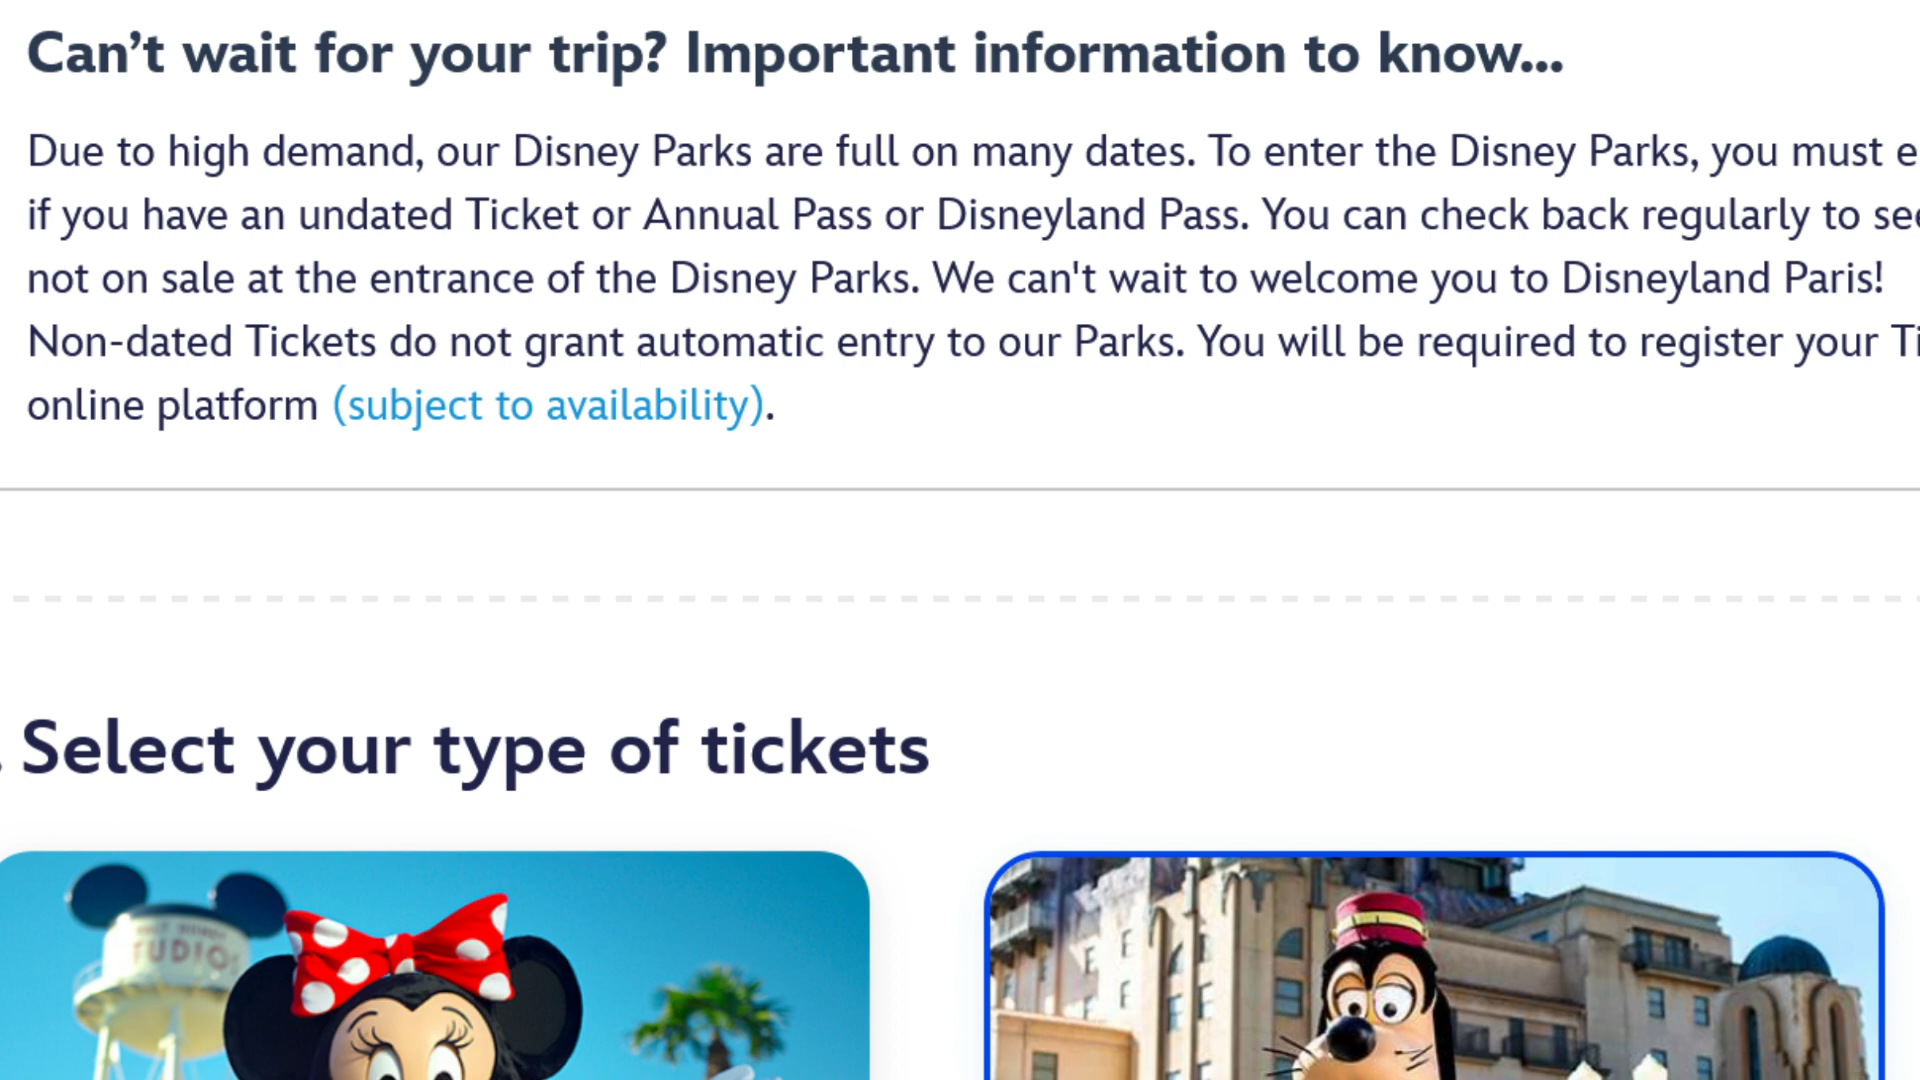 Can’t wait for your trip? Important information to know...
Due to high demand, our Disney Parks are full on many dates. To enter the Disney Parks, you must e
if you have an undated Ticket or Annual Pass or Disneyland Pass. You can check back regularly to see
not on sale at the entrance of the Disney Parks. We can't wait to welcome you to Disneyland Paris!
Non-dated Tickets do not grant automatic entry to our Parks. You will be required to register your Ti
online platform (subject to availability).
. Select your type of tickets
TUDIOS